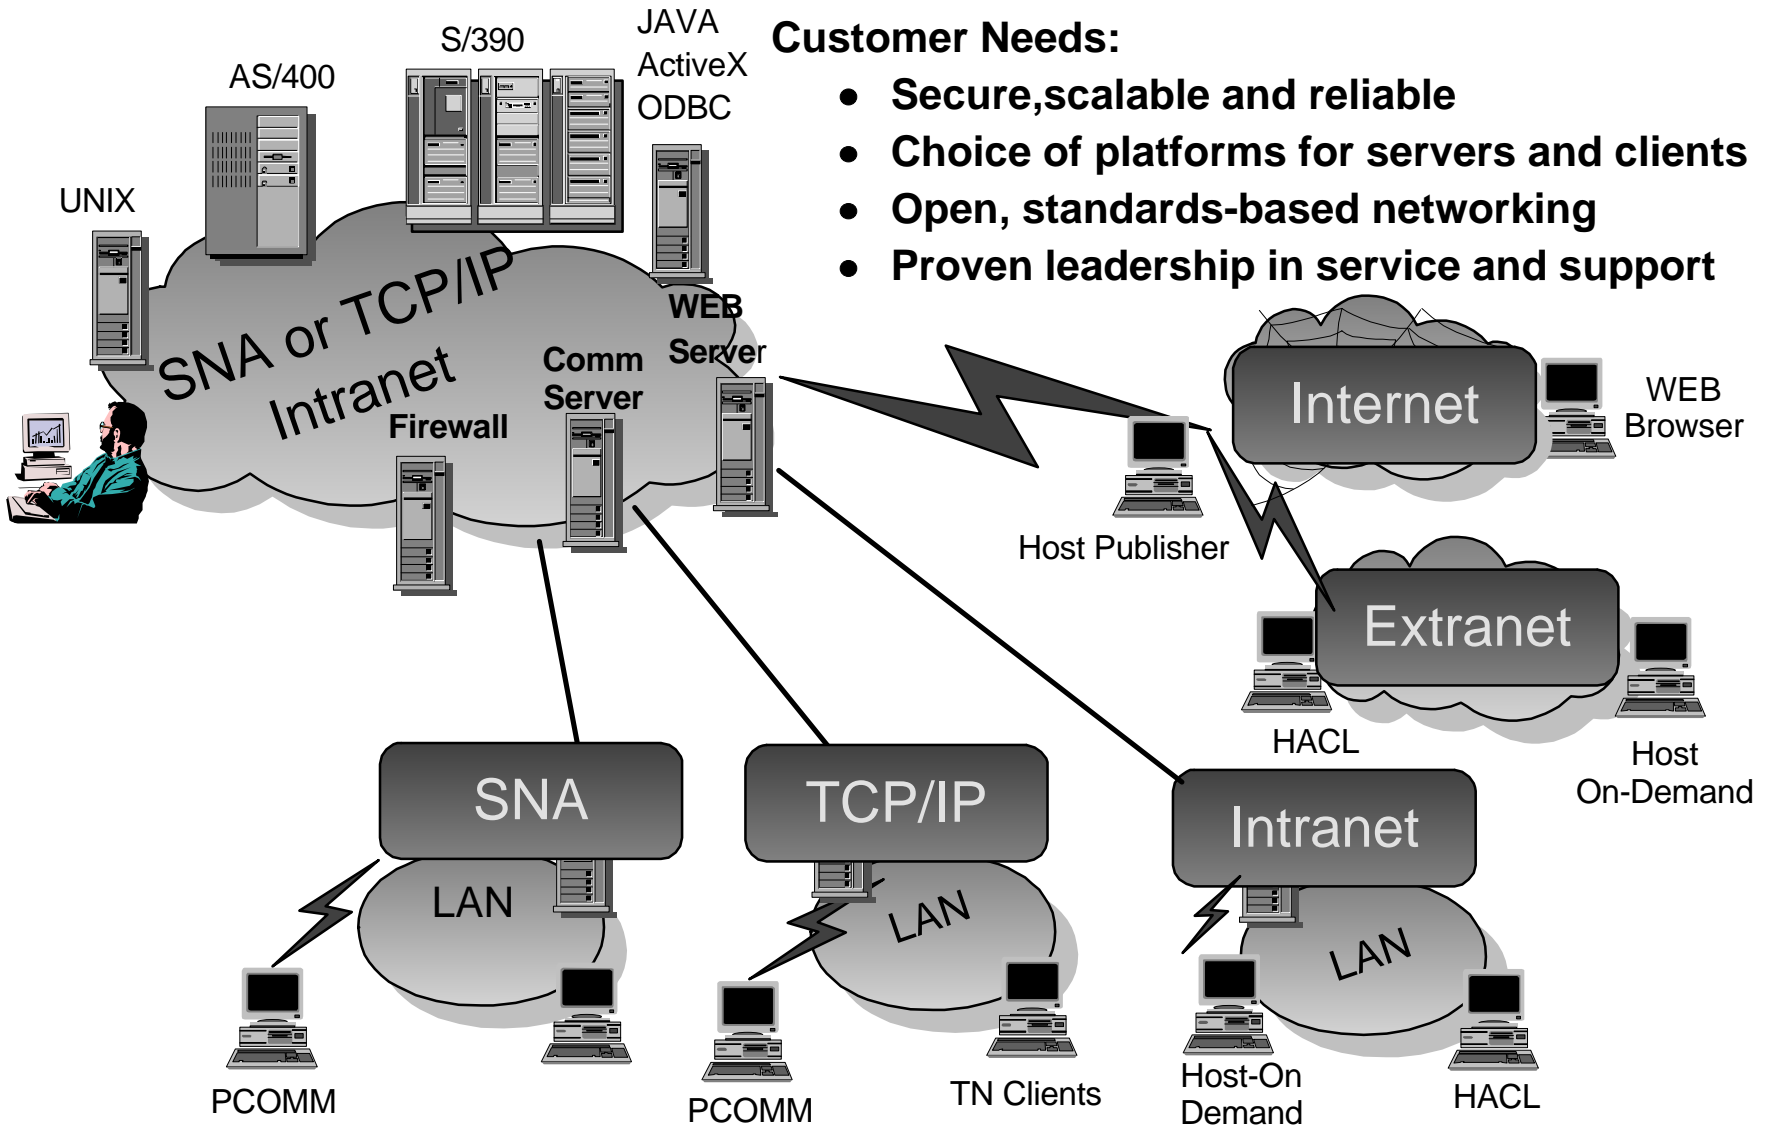 Customer Needs:
● Secure,scalable and reliable
● Choice of platforms for servers and clients
● Open, standards-based networking
● Proven leadership in service and support
JAVA
ActiveX
ODBC
S/390
AS/400
UNIX
SNA or TCP/IP
Intranet
WEB
Server
Comm
Server
Firewall
Internet
WEB
Browser
Host Publisher
Extranet
HACL
Host
On-Demand
SNA
TCP/IP
Intranet
LAN
LAN
LAN
PCOMM
PCOMM
TN Clients
Host-On
Demand
HACL